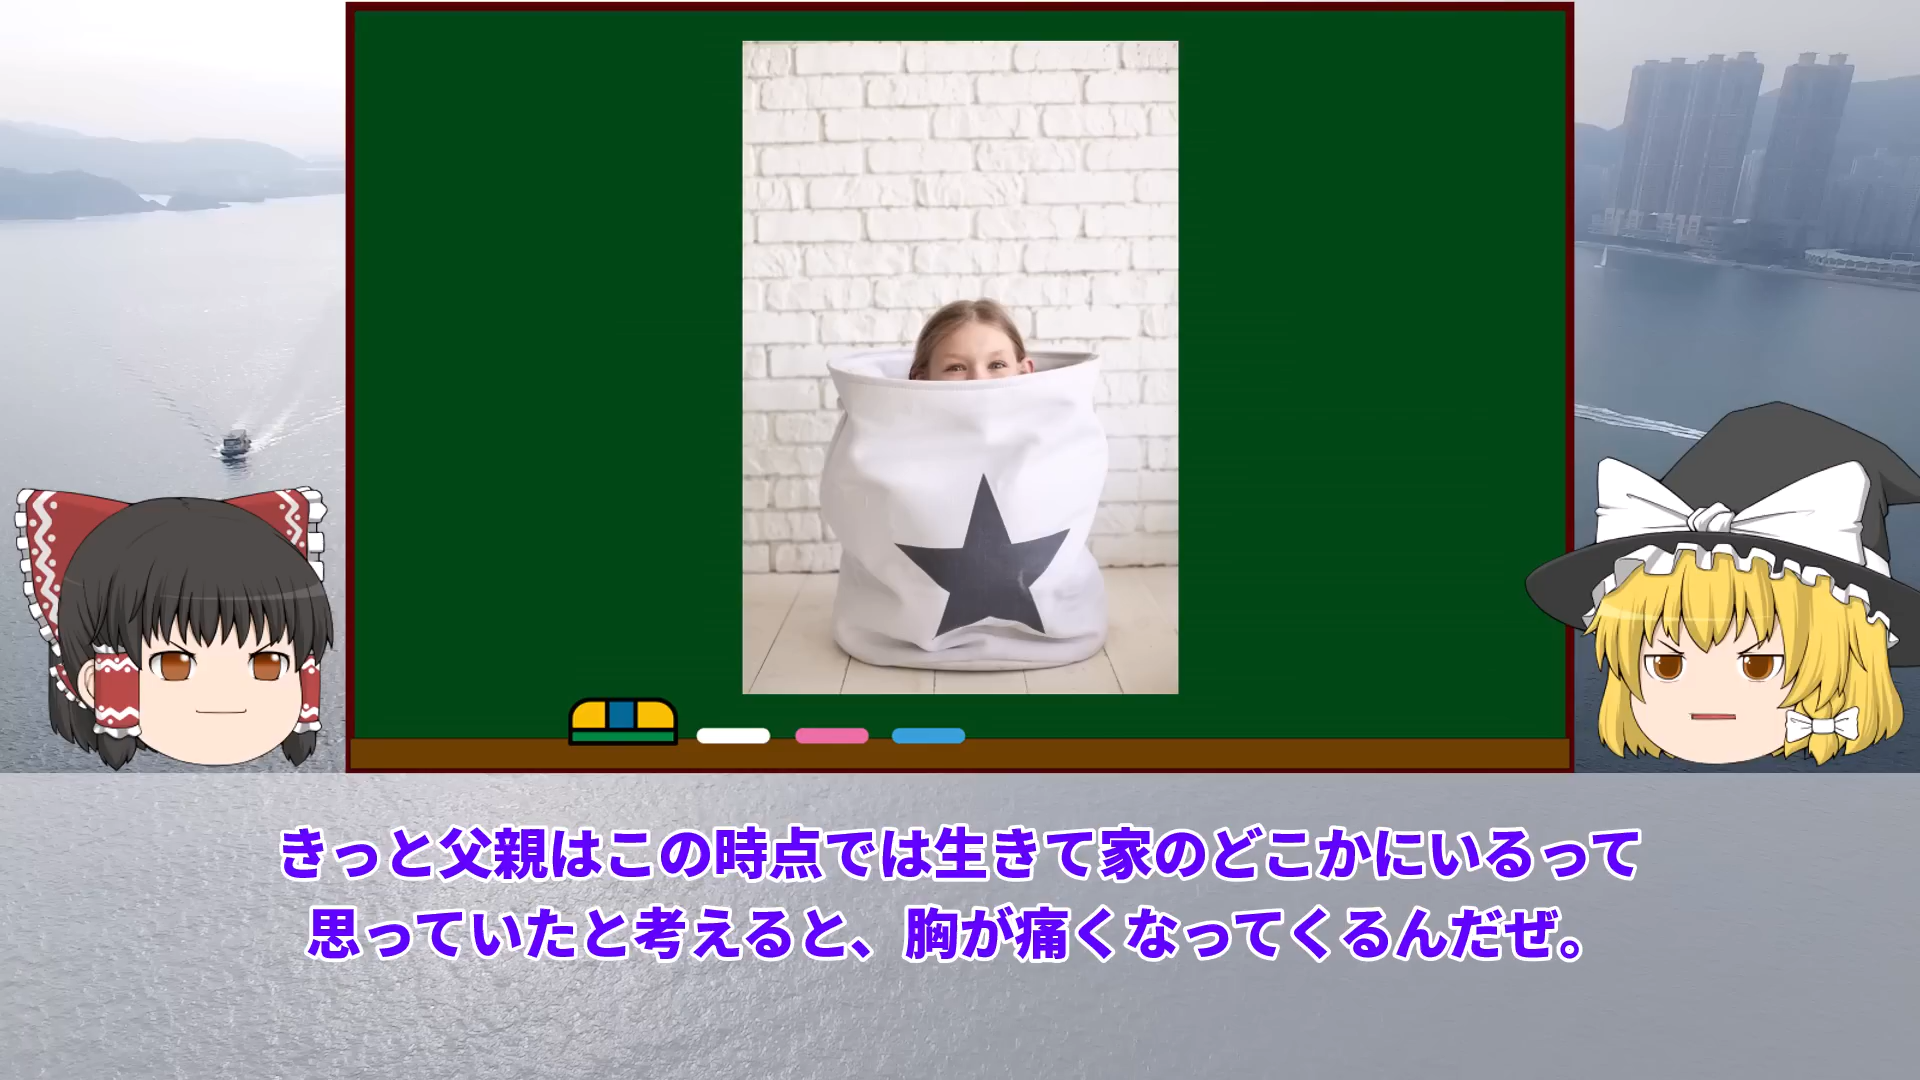 きっと父親はこの時点では生きて家のどこかにいるって
思っていたと考えると、胸が痛くなってくるんだぜ。